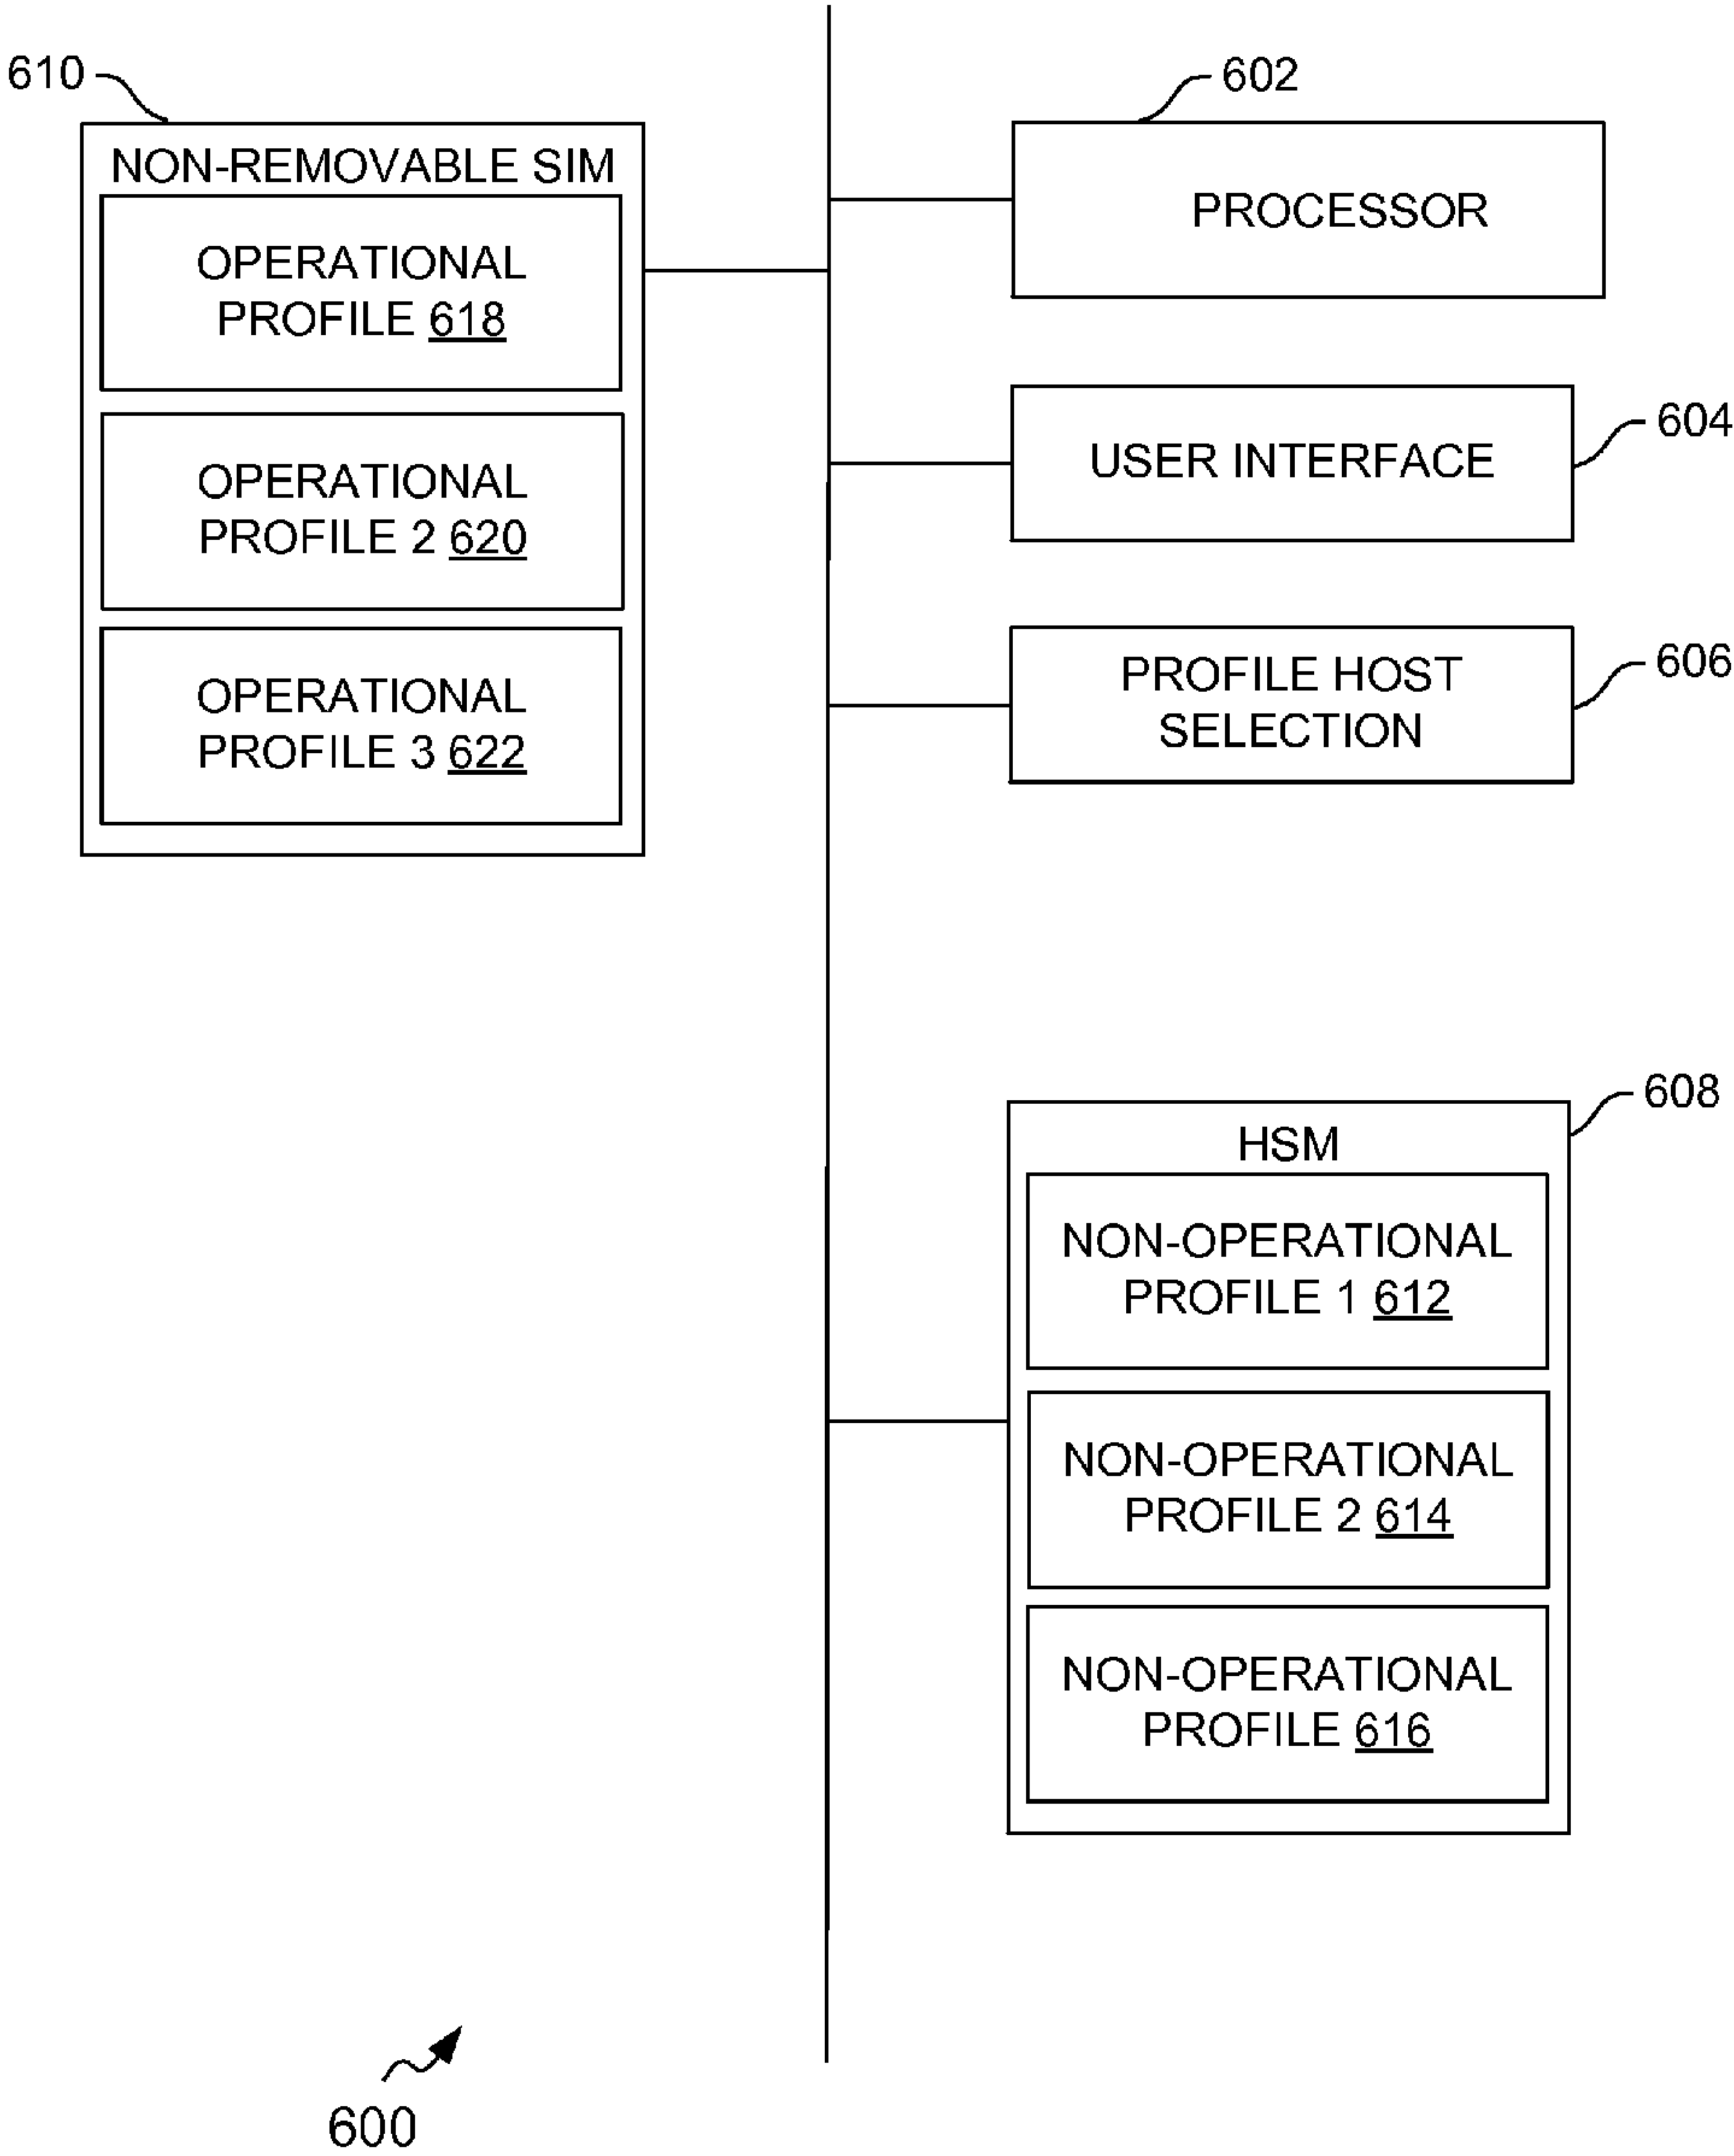 610
NON-REMOVABLE SIM
OPERATIONAL
PROFILE 618
OPERATIONAL
PROFILE 2 620
OPERATIONAL
PROFILE 3 622
602
PROCESSOR
604
USER INTERFACE
606
PROFILE HOST
SELECTION
608
HSM
NON-OPERATIONAL
PROFILE 1 612
NON-OPERATIONAL
PROFILE 2 614
NON-OPERATIONAL
PROFILE 616
600